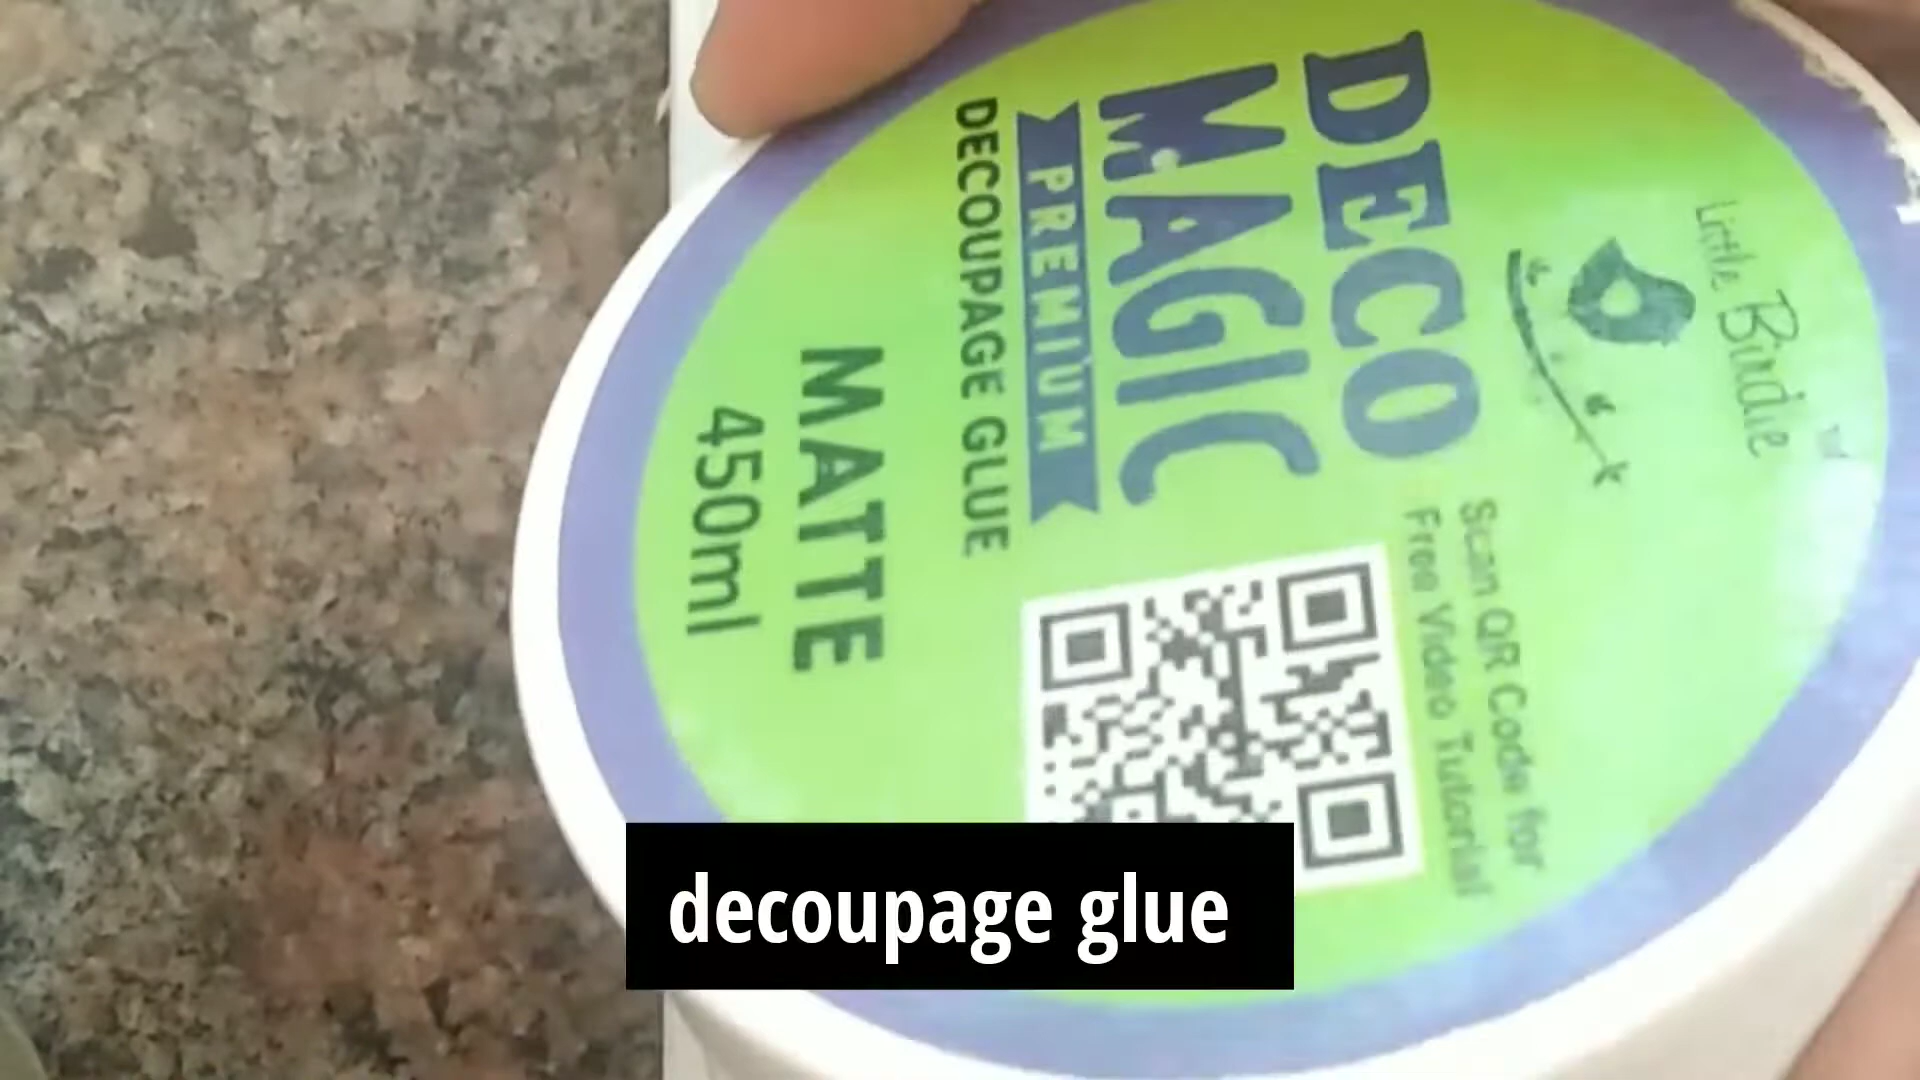 Little Birdie
DECO
MAGIC
PREMIUM
DECOUPAGE GLUE
MATTE
450ml
Scan QR Code for
Free Video Tutorial
decoupage glue